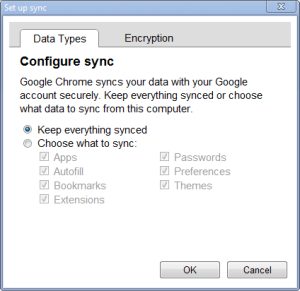 Set up sync
Data Types Encryption
Configure sync
Google Chrome syncs your data with your Google
account securely. Keep everything synced or choose
what data to sync from this computer.
Keep everything synced
Choose what to sync:
Apps Passwords
Autofill Preferences
Bookmarks Themes
Extensions
OK Cancel